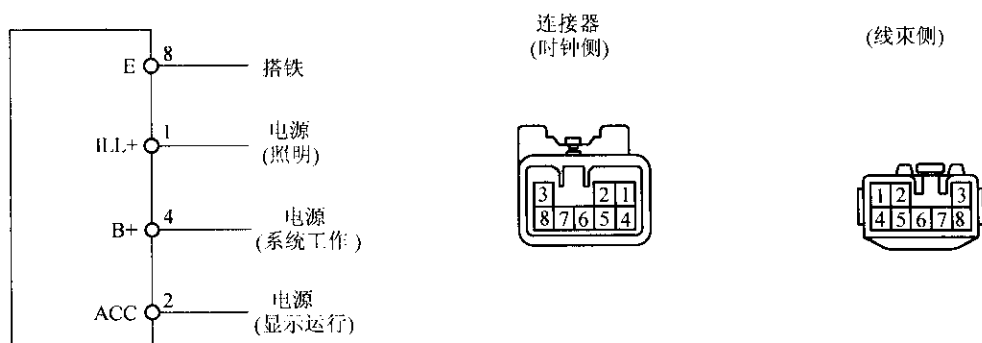 E 8 搭铁
ILL+ 1 电源
(照明)
B+ 4 电源
(系统工作)
ACC 2 电源
(显示运行)
连接器
(时钟侧)
3 2 1
8 7 6 5 4
(线束侧)
1 2 3
4 5 6 7 8